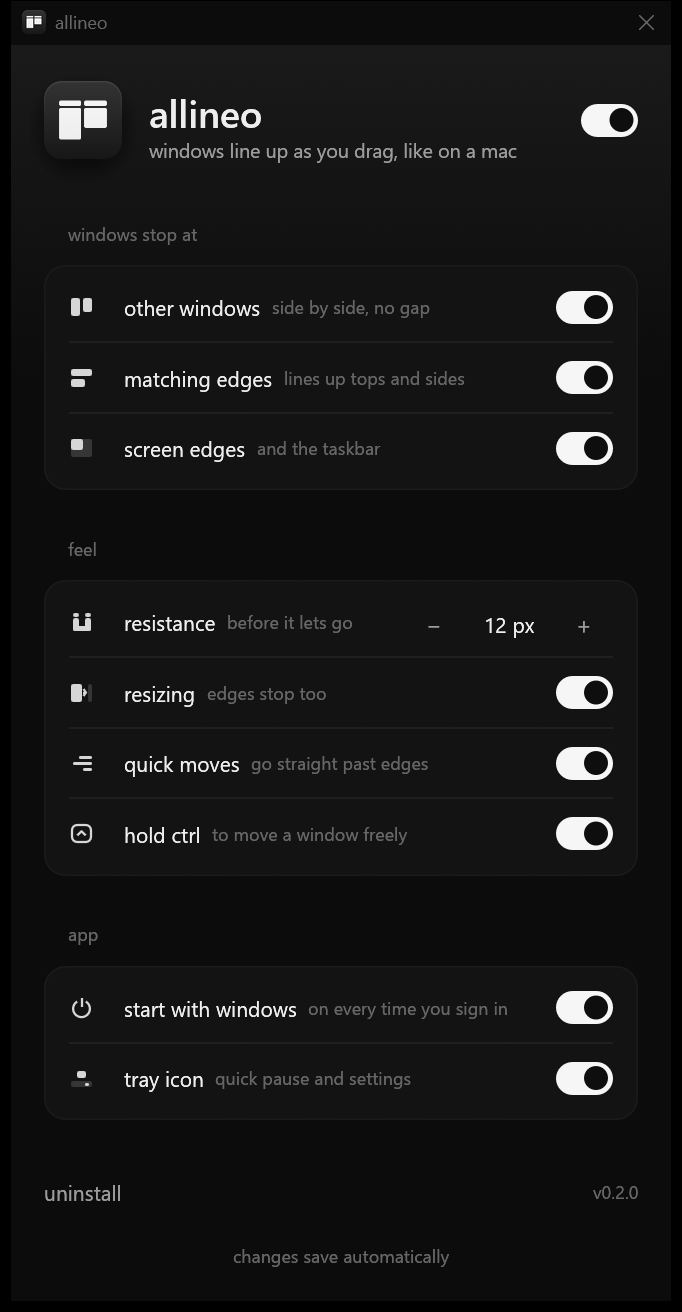 allineo
allineo
windows line up as you drag, like on a mac
windows stop at
other windows side by side, no gap
matching edges lines up tops and sides
screen edges and the taskbar
feel
resistance before it lets go − 12 px +
resizing edges stop too
quick moves go straight past edges
hold ctrl to move a window freely
app
start with windows on every time you sign in
tray icon quick pause and settings
uninstall v0.2.0
changes save automatically